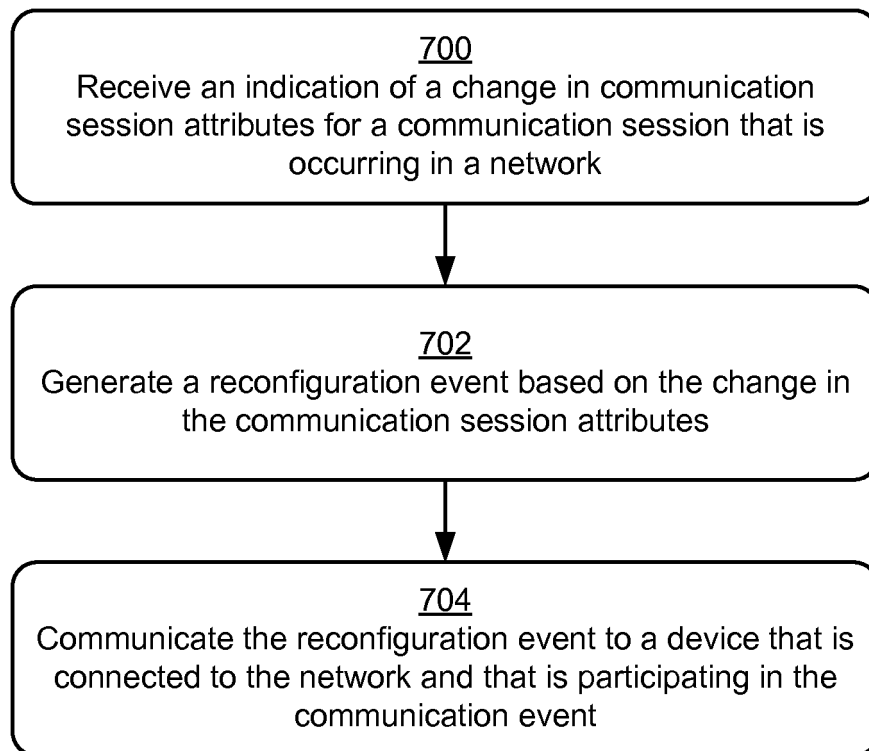 700
Receive an indication of a change in communication
session attributes for a communication session that is
occurring in a network
702
Generate a reconfiguration event based on the change in
the communication session attributes
704
Communicate the reconfiguration event to a device that is
connected to the network and that is participating in the
communication event